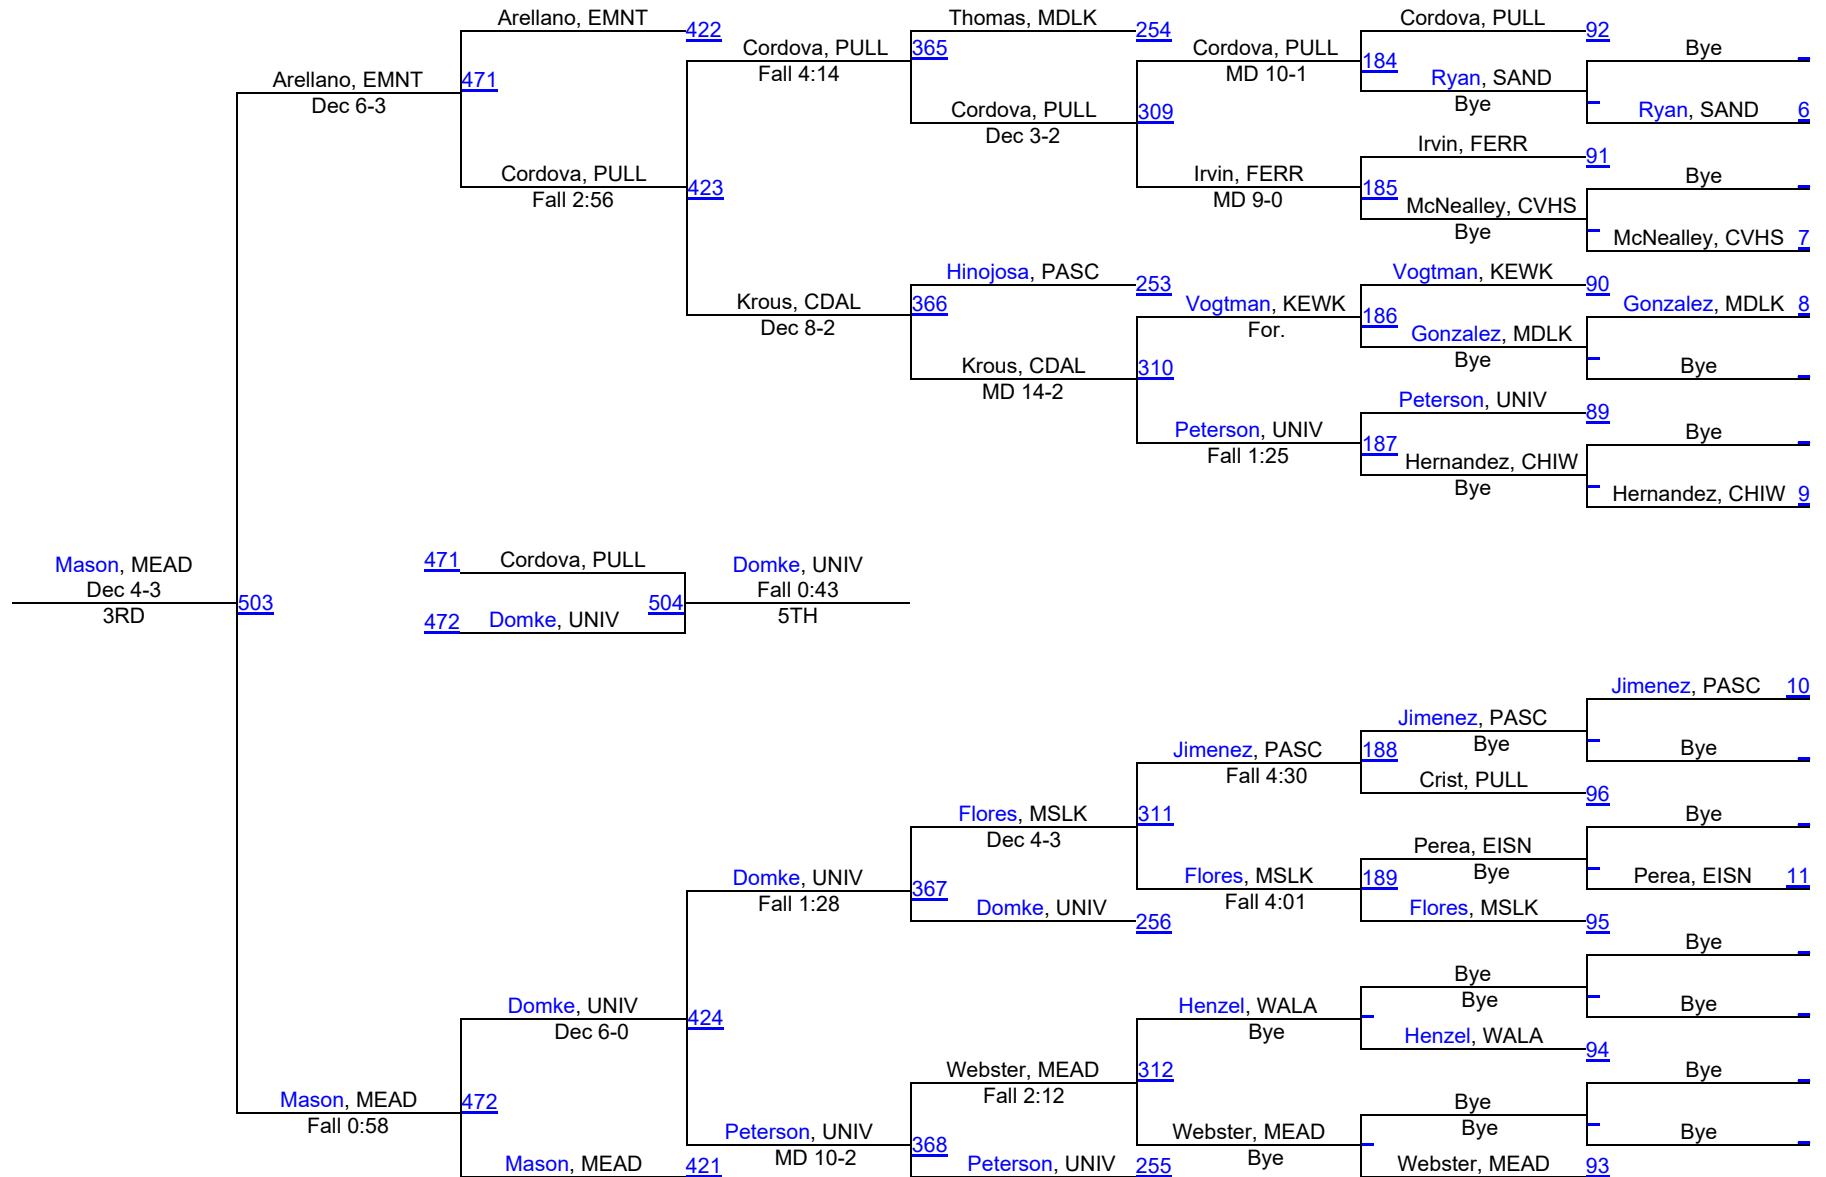 Arellano, EMNT
422
Thomas, MDLK
254
Cordova, PULL
92
Cordova, PULL
Fall 4:14
365
Cordova, PULL
MD 10-1
184
Bye
Arellano, EMNT
Dec 6-3
471
Ryan, SAND
Bye
Ryan, SAND 6
Cordova, PULL
Dec 3-2
309
Irvin, FERR
91
Cordova, PULL
Fall 2:56
423
Irvin, FERR
MD 9-0
185
Bye
McNealley, CVHS
Bye
McNealley, CVHS 7
Hinojosa, PASC
253
Vogtman, KEWK
90
Krous, CDAL
Dec 8-2
366
Vogtman, KEWK
For.
186
Gonzalez, MDLK 8
Gonzalez, MDLK
Bye
Bye
Krous, CDAL
MD 14-2
310
Peterson, UNIV
89
Peterson, UNIV
Fall 1:25
187
Bye
Hernandez, CHIW
Bye
Hernandez, CHIW 9
Mason, MEAD
Dec 4-3
3RD
503
471 Cordova, PULL
472 Domke, UNIV
504
Domke, UNIV
Fall 0:43
5TH
Jimenez, PASC 10
Jimenez, PASC
Bye
Bye
Jimenez, PASC
Fall 4:30
188
Crist, PULL
96
Flores, MSLK
Dec 4-3
311
Bye
Perea, EISN
Bye
Perea, EISN 11
Domke, UNIV
Fall 1:28
367
Flores, MSLK
Fall 4:01
189
Domke, UNIV
256
Flores, MSLK
95
Bye
Bye
Bye
Bye
Domke, UNIV
Dec 6-0
424
Henzel, WALA
Bye
Henzel, WALA
94
Webster, MEAD
Fall 2:12
312
Bye
Mason, MEAD
Fall 0:58
472
Bye
Bye
Bye
Peterson, UNIV
MD 10-2
368
Webster, MEAD
Bye
Mason, MEAD
421
Peterson, UNIV
255
Webster, MEAD
93